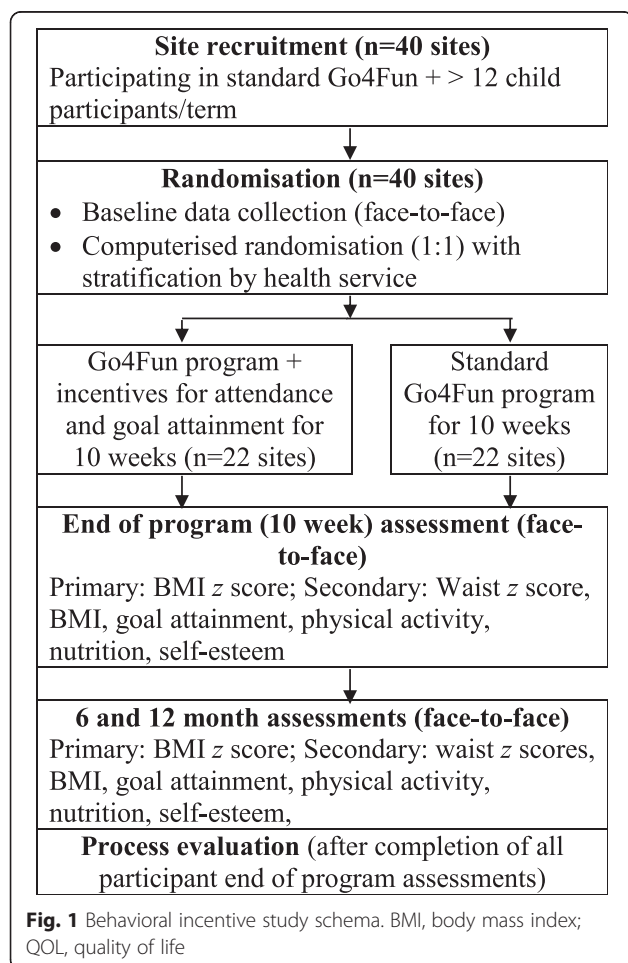 Site recruitment (n=40 sites)
Participating in standard Go4Fun + > 12 child
participants/term
Randomisation (n=40 sites)
• Baseline data collection (face-to-face)
• Computerised randomisation (1:1) with
stratification by health service
Go4Fun program +
incentives for attendance
and goal attainment for
10 weeks (n=22 sites)
Standard
Go4Fun program
for 10 weeks
(n=22 sites)
End of program (10 week) assessment (face-
to-face)
Primary: BMI z score; Secondary: Waist z score,
BMI, goal attainment, physical activity,
nutrition, self-esteem
6 and 12 month assessments (face-to-face)
Primary: BMI z score; Secondary: waist z scores,
BMI, goal attainment, physical activity,
nutrition, self-esteem,
Process evaluation (after completion of all
participant end of program assessments)
Fig. 1 Behavioral incentive study schema. BMI, body mass index;
QOL, quality of life